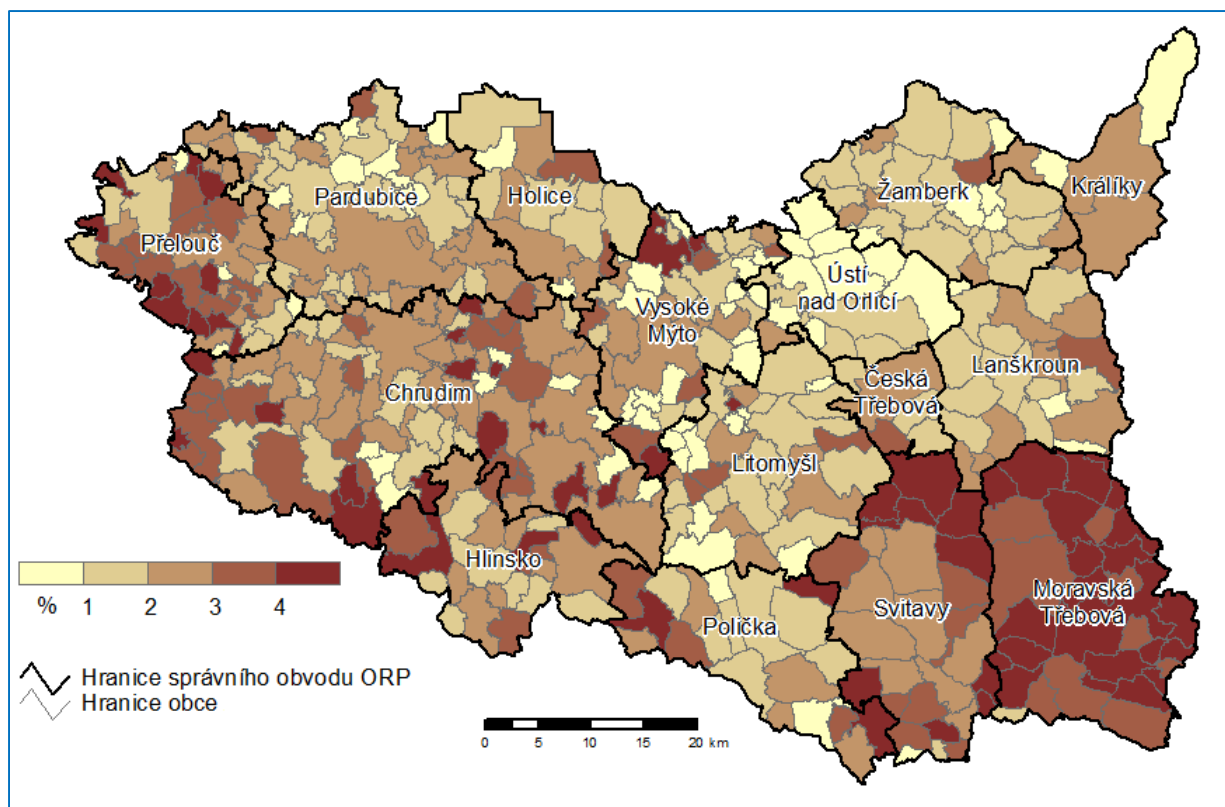 Pardubice
Holice
Přelouč
Žamberk
Králíky
Ústí
nad Orlicí
Vysoké
Mýto
Česká
Třebová
Lanškroun
Chrudim
Litomyšl
Hlinsko
Polička
Svitavy
Moravská
Třebová
% 1 2 3 4
Hranice správního obvodu ORP
Hranice obce
0 5 10 15 20 km